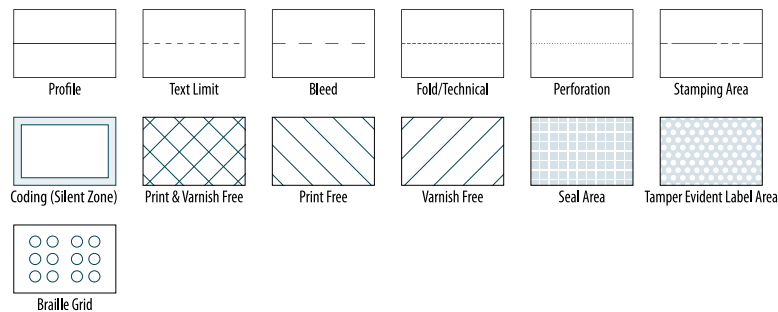 Profile
Text Limit
Bleed
Fold/Technical
Perforation
Stamping Area
Coding (Silent Zone)
Print & Varnish Free
Print Free
Varnish Free
Seal Area
Tamper Evident Label Area
Braille Grid